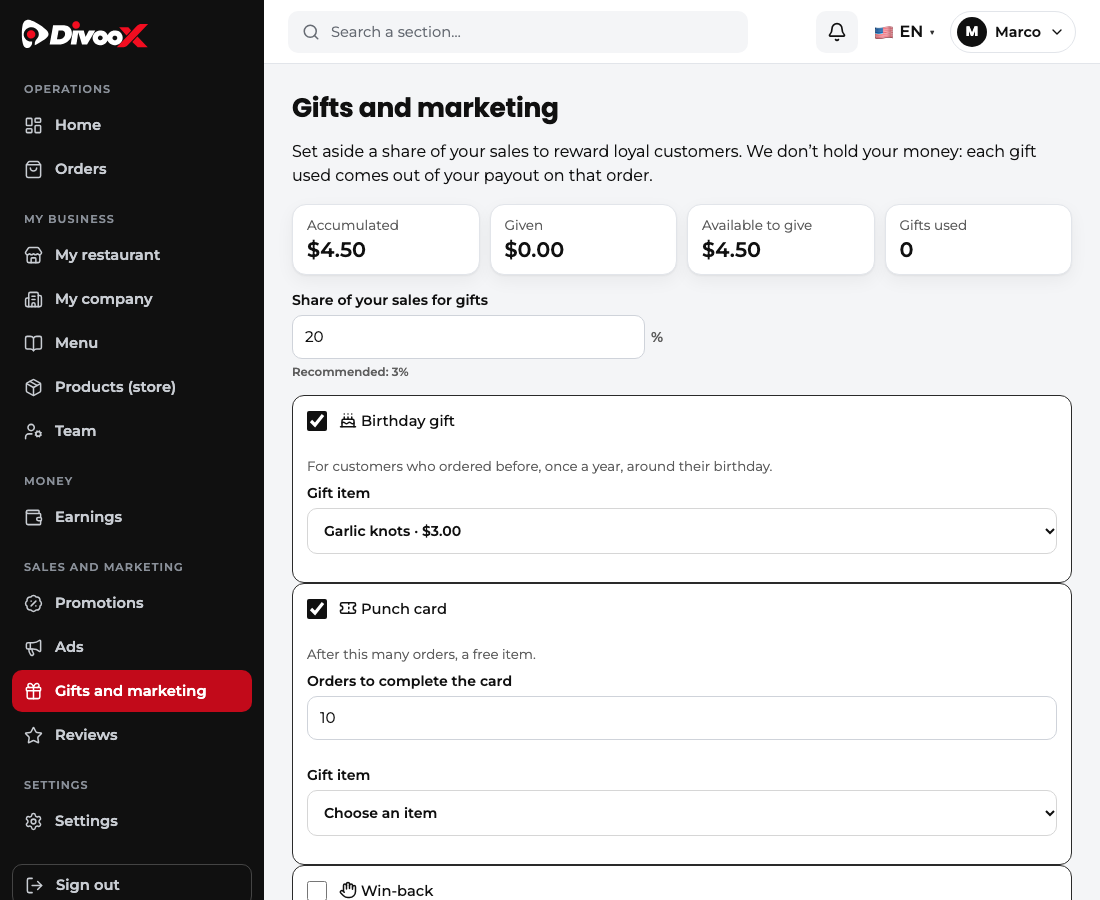 DivooX
OPERATIONS
Home
Orders
MY BUSINESS
My restaurant
My company
Menu
Products (store)
Team
MONEY
Earnings
SALES AND MARKETING
Promotions
Ads
Gifts and marketing
Reviews
SETTINGS
Settings
Sign out
Search a section...
EN
M
Marco
Gifts and marketing
Set aside a share of your sales to reward loyal customers. We don’t hold your money: each gift
used comes out of your payout on that order.
Accumulated
$4.50
Given
$0.00
Available to give
$4.50
Gifts used
0
Share of your sales for gifts
20
%
Recommended: 3%
Birthday gift
For customers who ordered before, once a year, around their birthday.
Gift item
Garlic knots · $3.00
Punch card
After this many orders, a free item.
Orders to complete the card
10
Gift item
Choose an item
Win-back